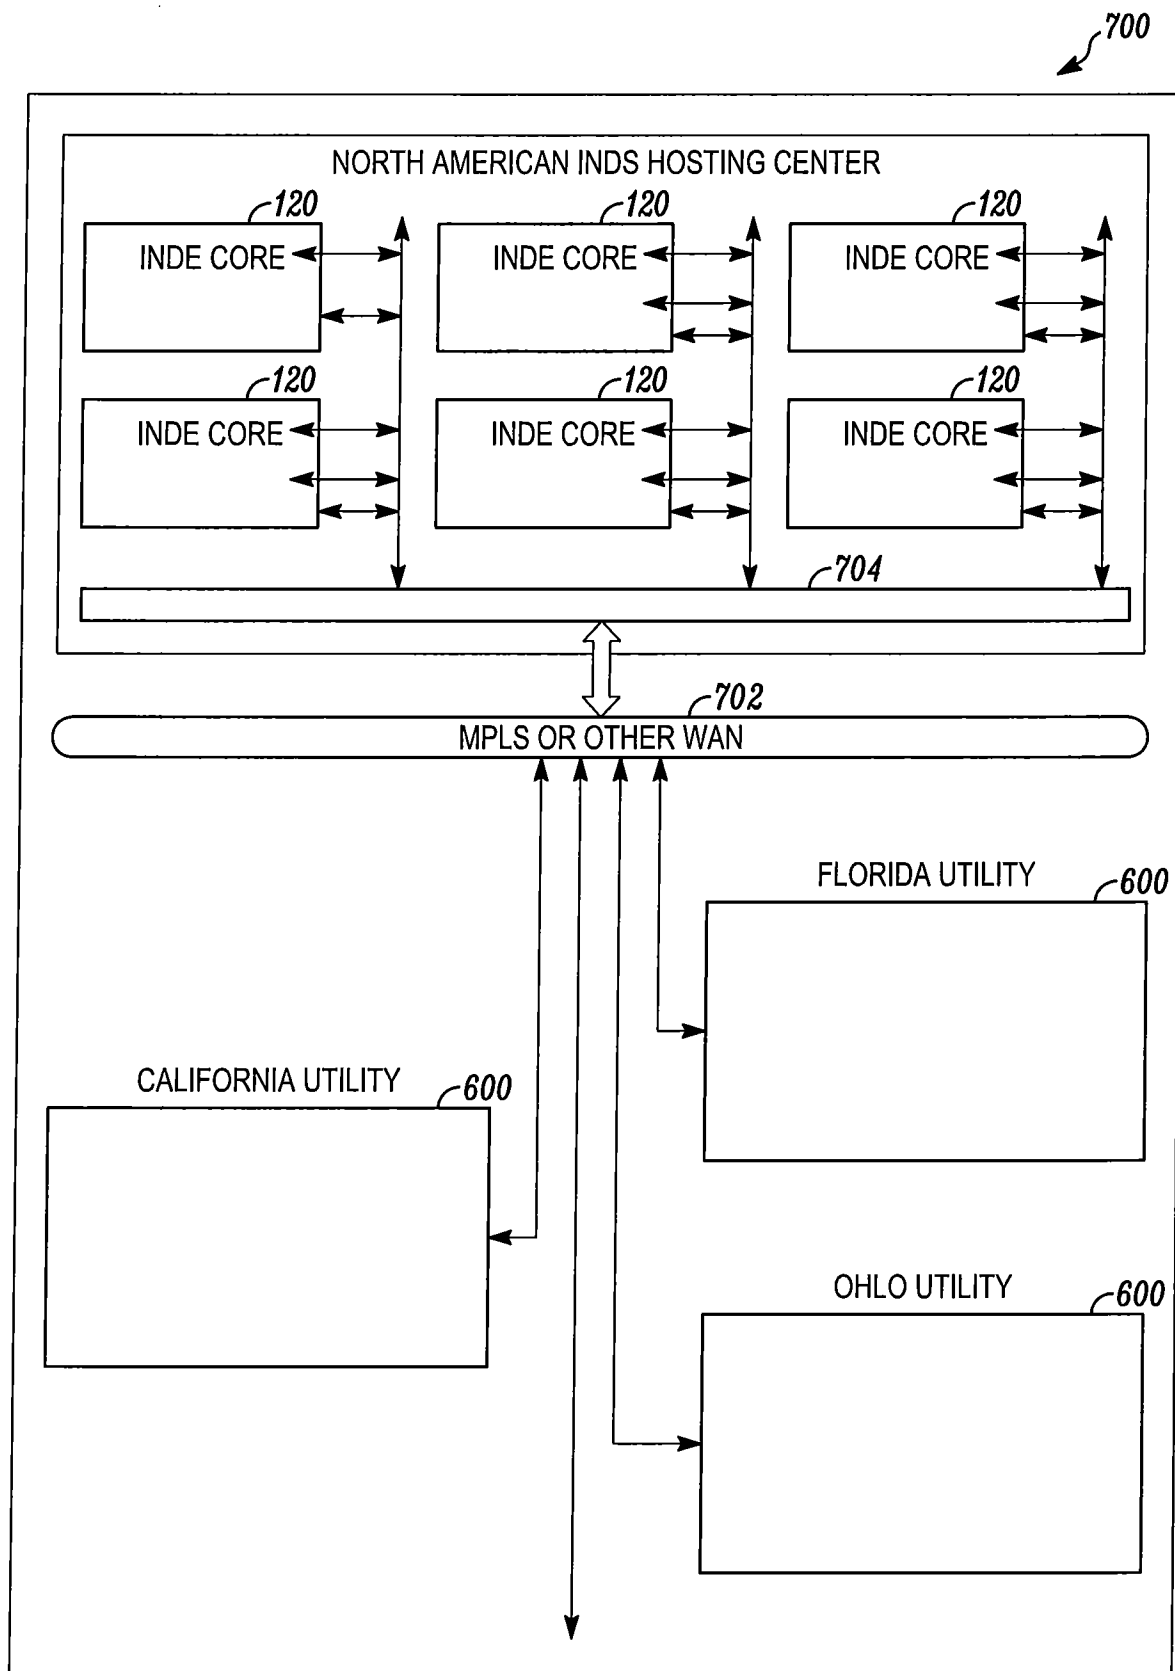 700
NORTH AMERICAN INDS HOSTING CENTER
120 120 120
INDE CORE INDE CORE INDE CORE
120 120 120
INDE CORE INDE CORE INDE CORE
704
702
MPLS OR OTHER WAN
FLORIDA UTILITY
600
CALIFORNIA UTILITY
600
OHLO UTILITY
600